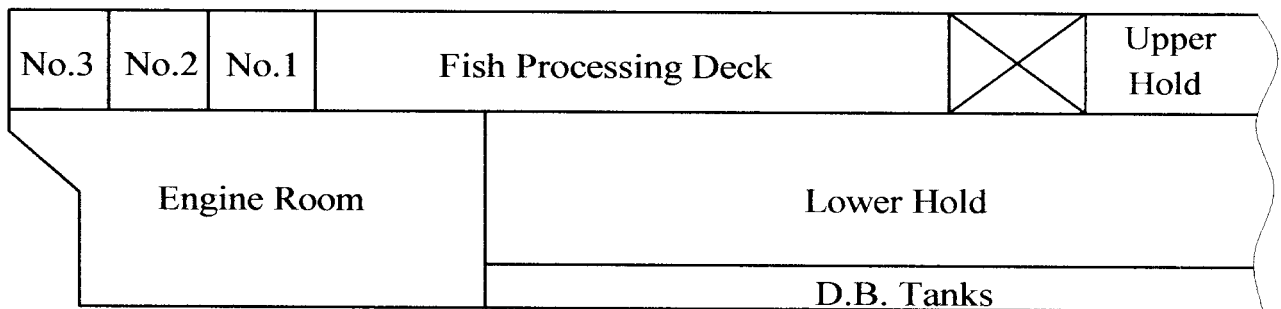 No.3 No.2 No.1 Fish Processing Deck Upper
Hold
Engine Room Lower Hold
D.B. Tanks